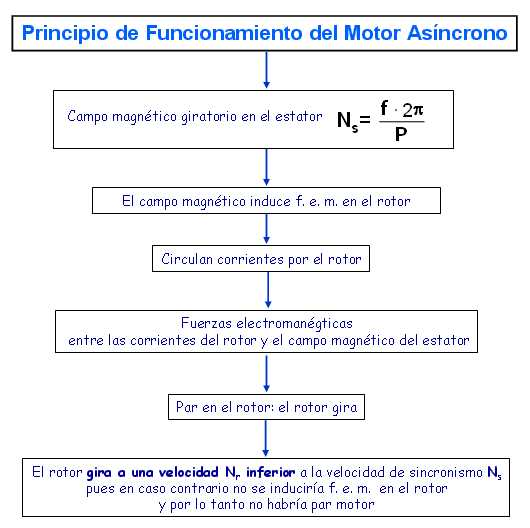 Principio de Funcionamiento del Motor Asíncrono
Campo magnético giratorio en el estator Ns= f · 2π / P
El campo magnético induce f. e. m. en el rotor
Circulan corrientes por el rotor
Fuerzas electromanégticas
entre las corrientes del rotor y el campo magnético del estator
Par en el rotor: el rotor gira
El rotor gira a una velocidad Nr inferior a la velocidad de sincronismo Ns
pues en caso contrario no se induciría f. e. m. en el rotor
y por lo tanto no habría par motor